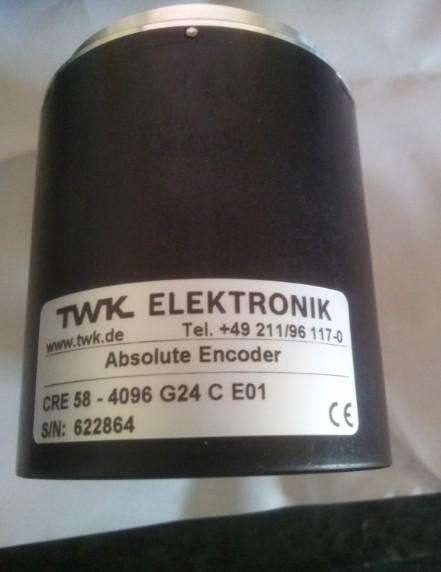 TWK ELEKTRONIK
www.twk.de Tel. +49 211/96 117-0
Absolute Encoder
CRE 58 - 4096 G24 C E01
S/N: 622864 CE